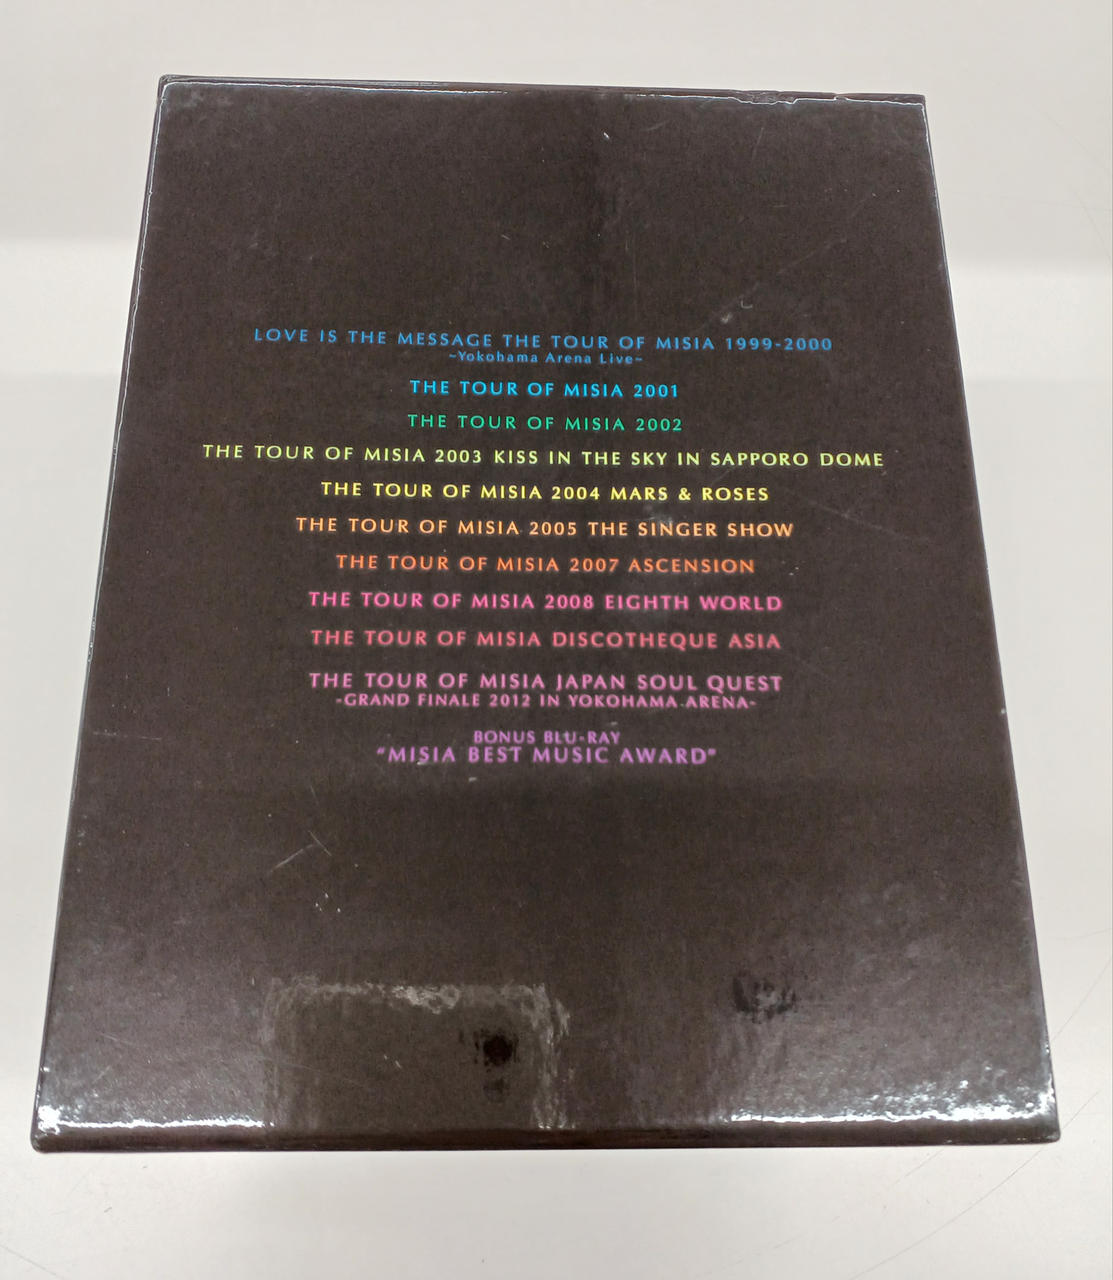 LOVE IS THE MESSAGE THE TOUR OF MISIA 1999-2000
~Yokohama Arena Live~
THE TOUR OF MISIA 2001
THE TOUR OF MISIA 2002
THE TOUR OF MISIA 2003 KISS IN THE SKY IN SAPPORO DOME
THE TOUR OF MISIA 2004 MARS & ROSES
THE TOUR OF MISIA 2005 THE SINGER SHOW
THE TOUR OF MISIA 2007 ASCENSION
THE TOUR OF MISIA 2008 EIGHTH WORLD
THE TOUR OF MISIA DISCOTHEQUE ASIA
THE TOUR OF MISIA JAPAN SOUL QUEST
-GRAND FINALE 2012 IN YOKOHAMA ARENA-
BONUS BLU-RAY
"MISIA BEST MUSIC AWARD"